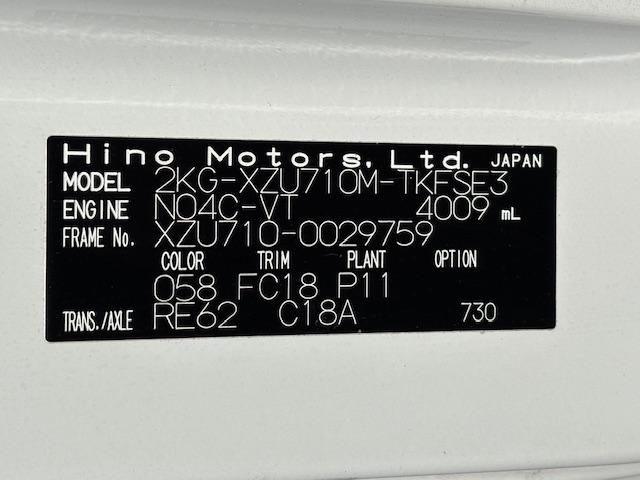 Hino Motors, Ltd. JAPAN
MODEL 2KG-XZU710M-TKFSE3
ENGINE N04C-VT 4009 mL
FRAME No. XZU710-0029759
COLOR TRIM PLANT OPTION
058 FC18 P11
TRANS./AXLE RE62 C18A 730